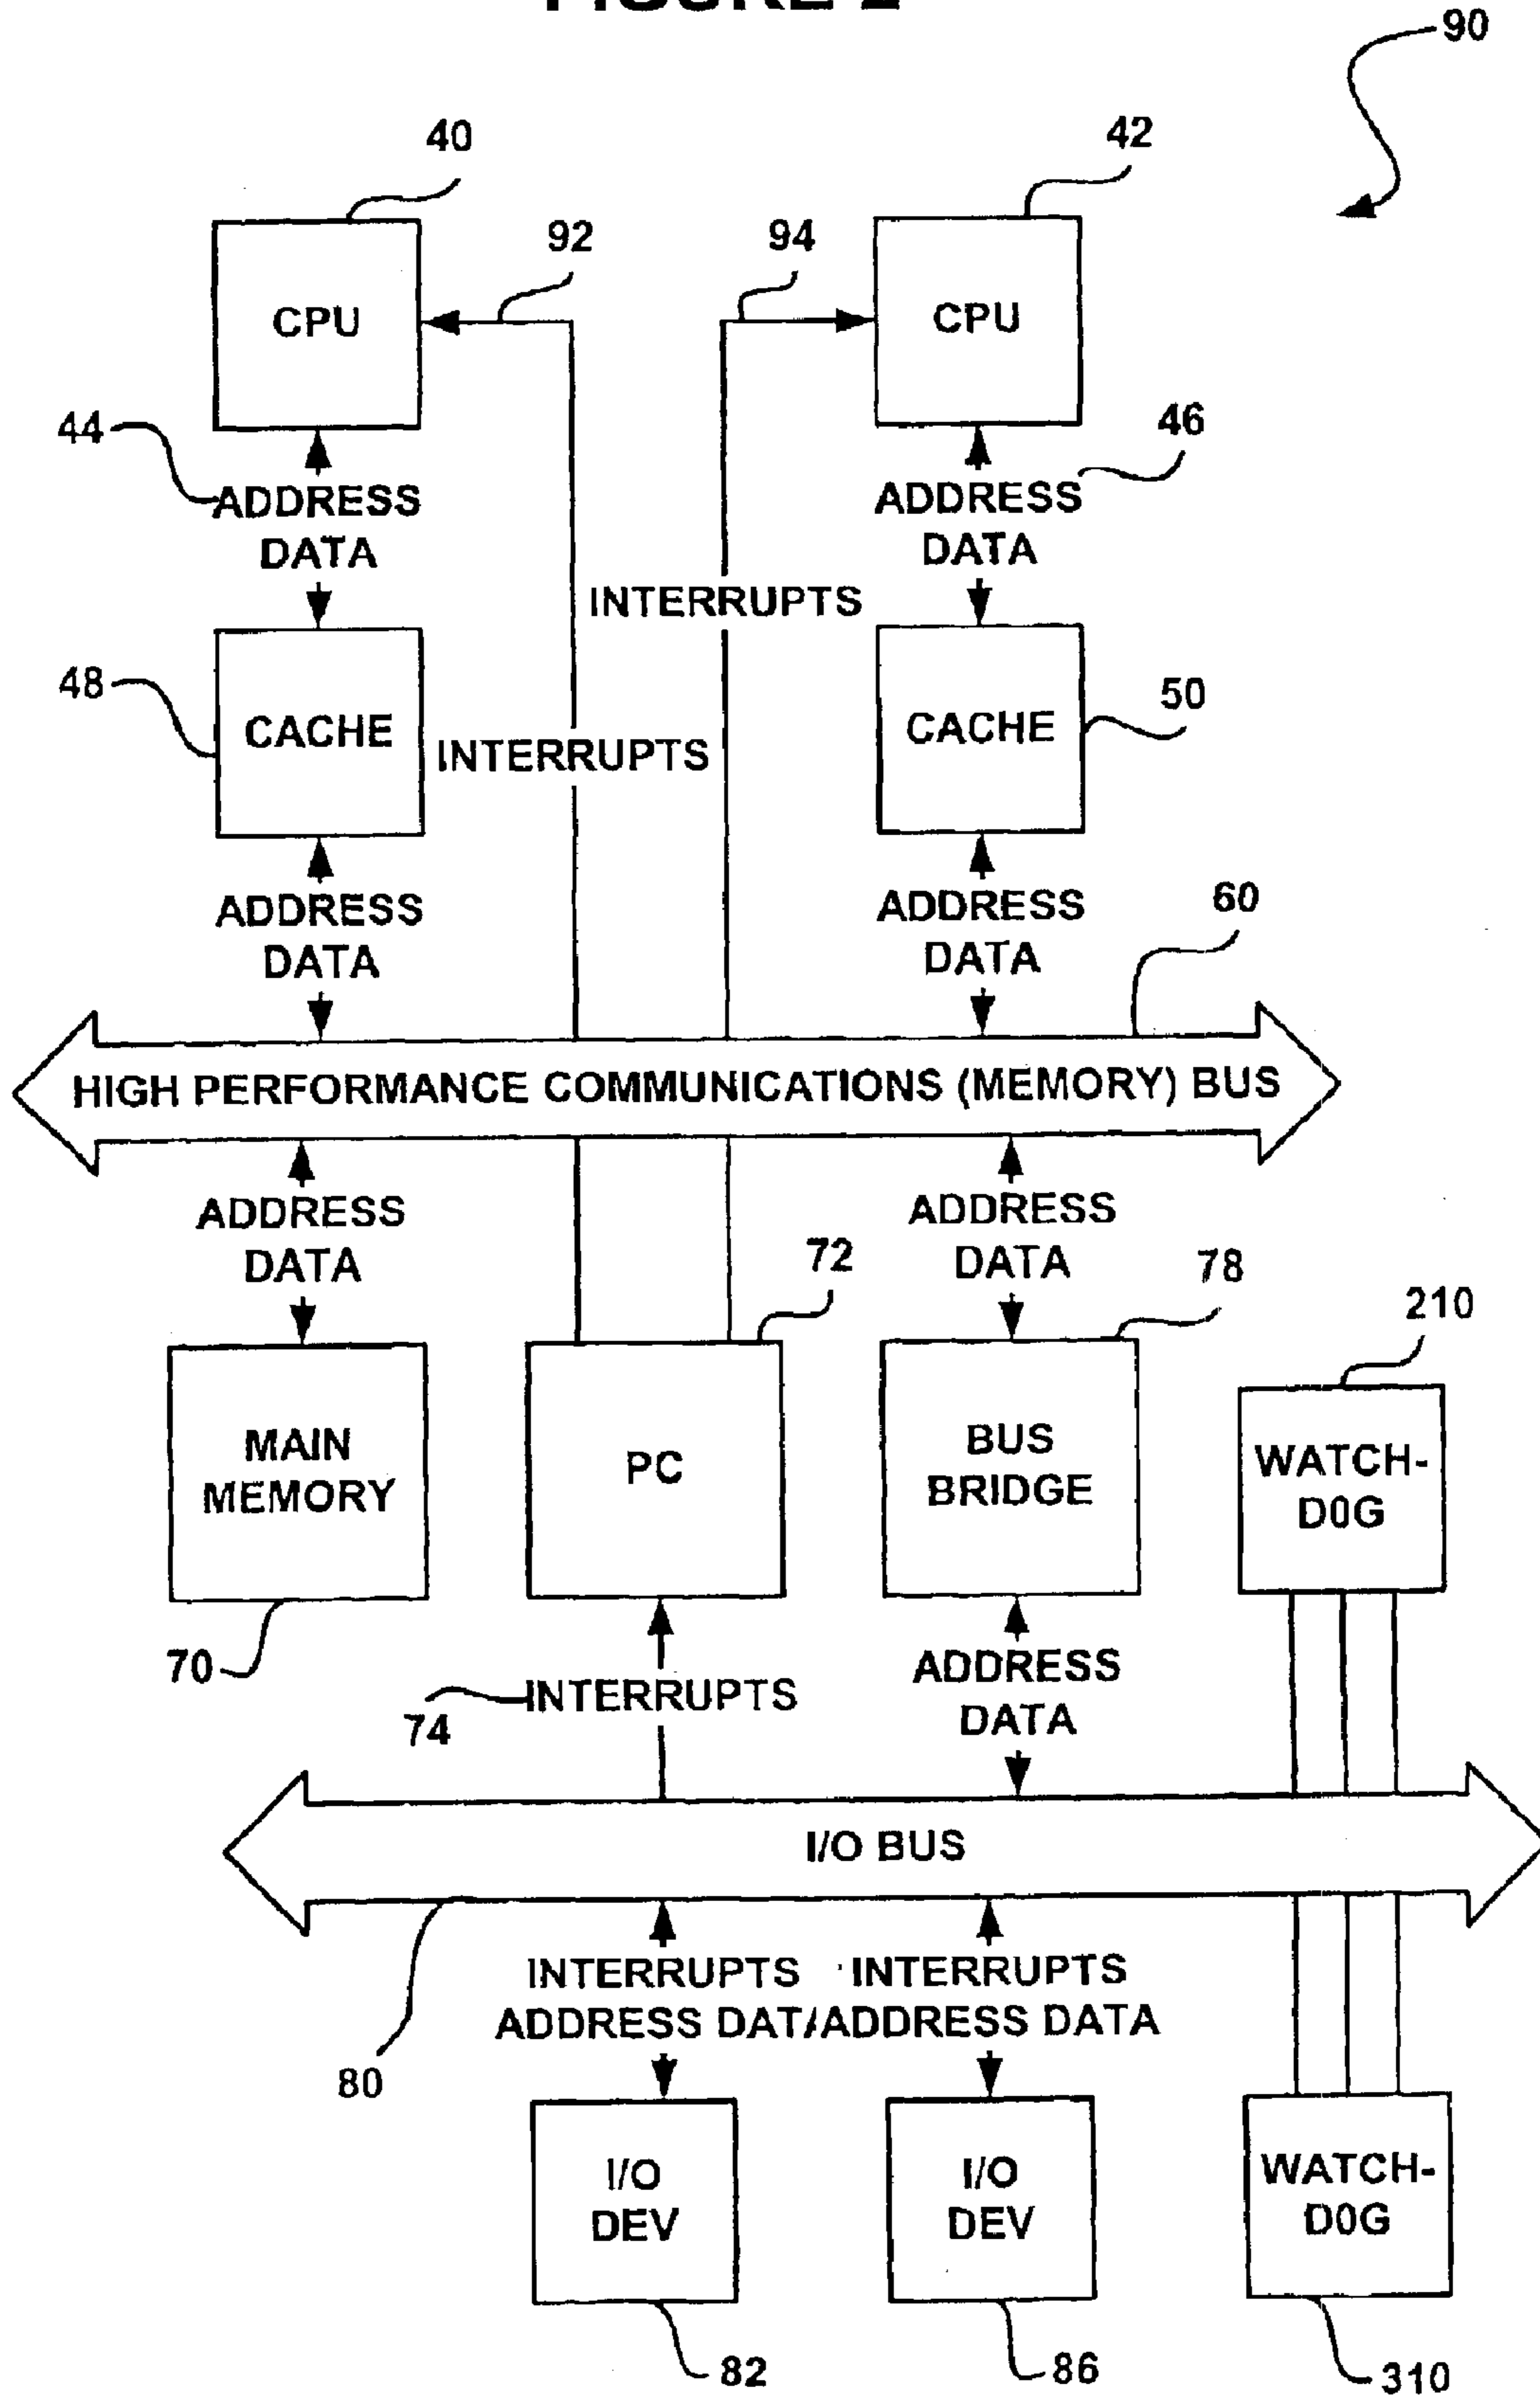 90
40
42
92
94
CPU
CPU
44
46
ADDRESS
DATA
ADDRESS
DATA
INTERRUPTS
48
50
CACHE
CACHE
INTERRUPTS
60
ADDRESS
DATA
ADDRESS
DATA
HIGH PERFORMANCE COMMUNICATIONS (MEMORY) BUS
ADDRESS
DATA
ADDRESS
DATA
72
78
210
MAIN
MEMORY
PC
BUS
BRIDGE
WATCH-
D0G
70
74
INTERRUPTS
ADDRESS
DATA
I/O BUS
80
INTERRUPTS
ADDRESS DATA
INTERRUPTS
ADDRESS DATA
I/O
DEV
I/O
DEV
WATCH-
D0G
82
86
310